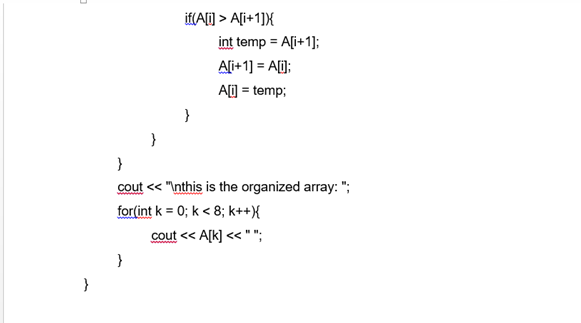 if(A[i] > A[i+1]){
int temp = A[i+1];
A[i+1] = A[i];
A[i] = temp;
}
}
}
cout << "\nthis is the organized array: ";
for(int k = 0; k < 8; k++){
cout << A[k] << " ";
}
}